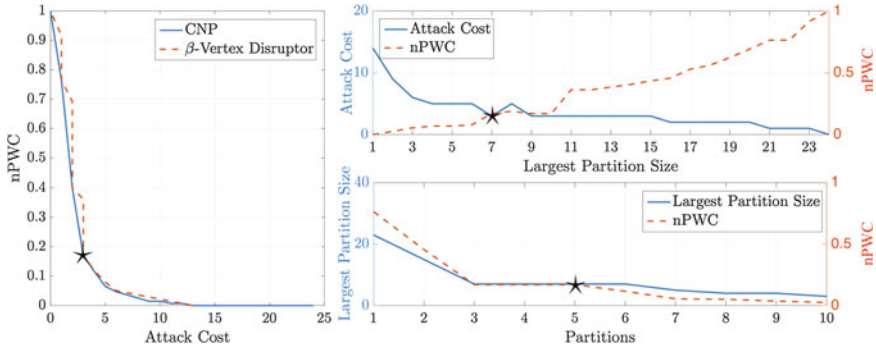 1
0.9
0.8
0.7
0.6
0.5
0.4
0.3
0.2
0.1
0
nPWC
CNP
β-Vertex Disruptor
0 5 10 15 20 25
Attack Cost
20
10
0
Attack Cost
Attack Cost
nPWC
1
0.5
0
nPWC
1 3 5 7 9 11 13 15 17 19 21 23
Largest Partition Size
40
20
0
Largest Partition Size
Largest Partition Size
nPWC
1
0.5
0
nPWC
1 2 3 4 5 6 7 8 9 10
Partitions